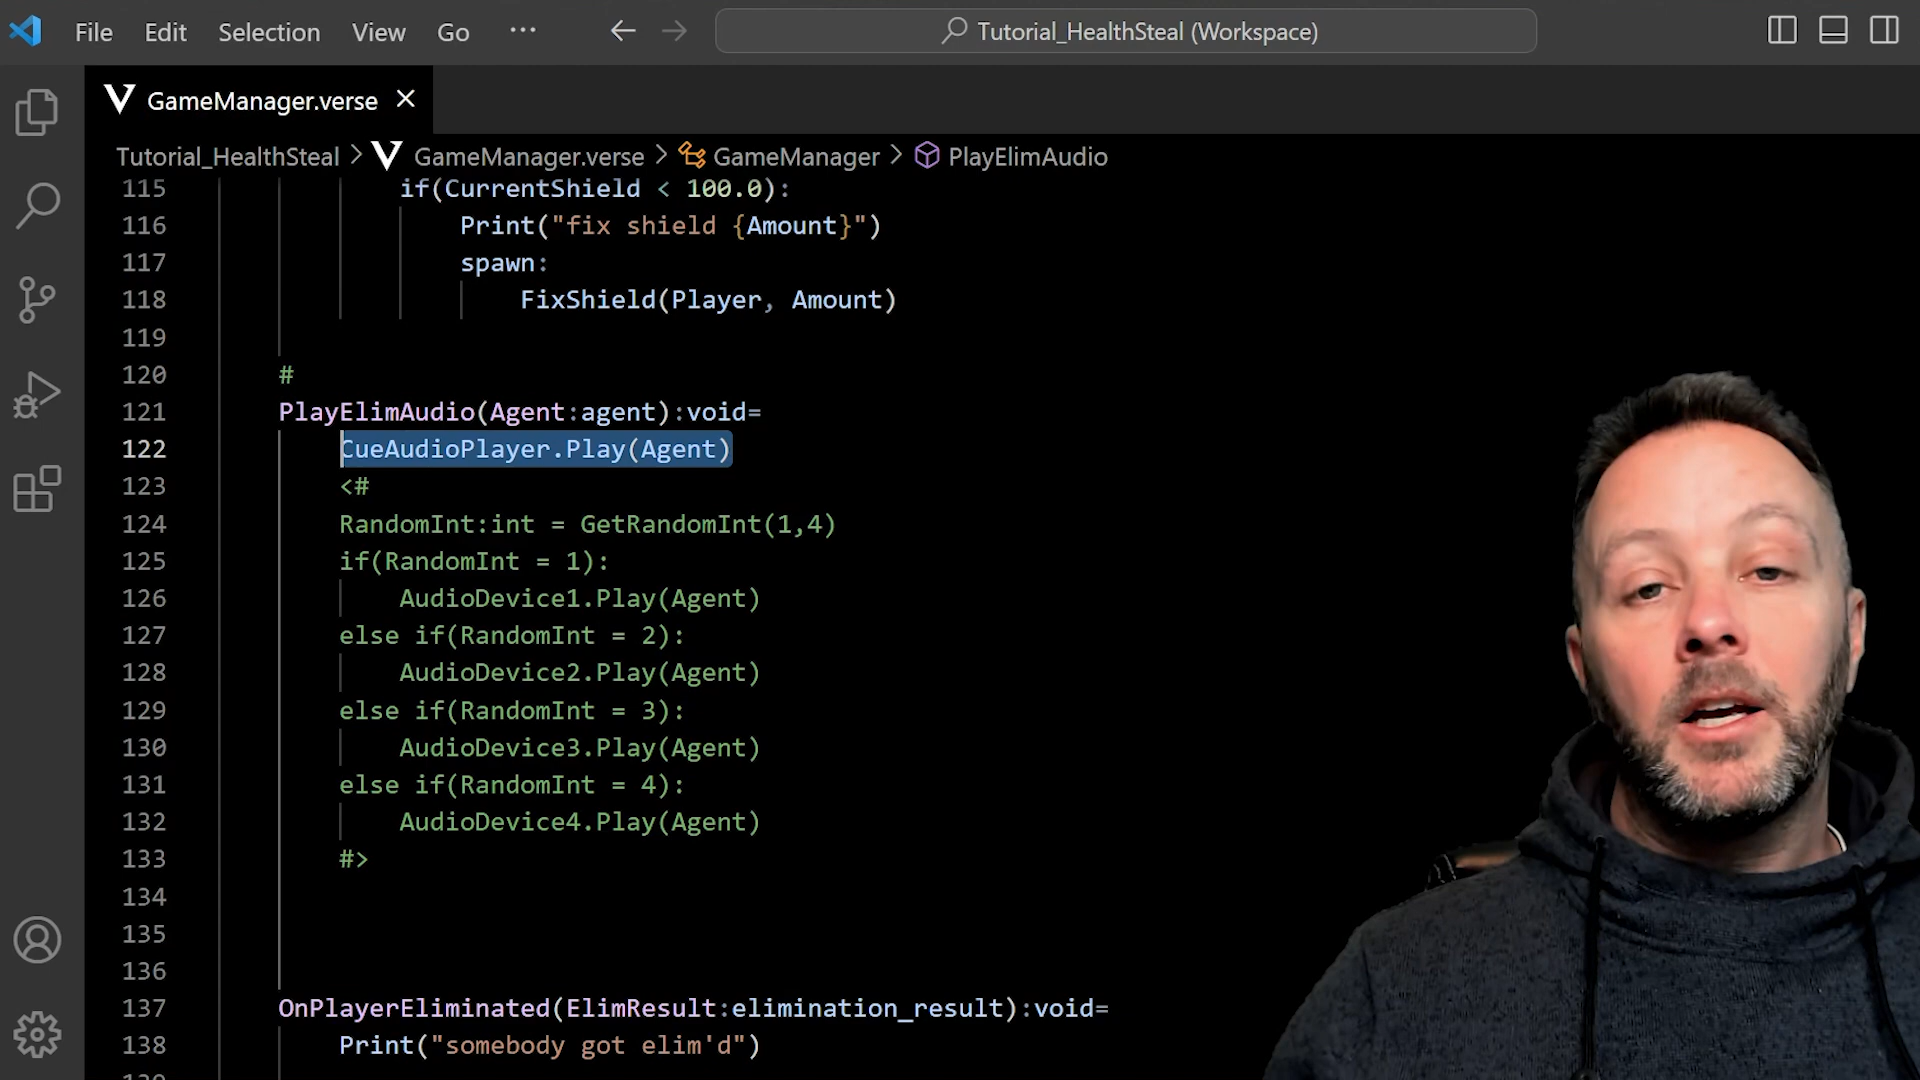 File Edit Selection View Go ... Tutorial_HealthSteal (Workspace)
GameManager.verse
Tutorial_HealthSteal > GameManager.verse > GameManager > PlayElimAudio
115 if(CurrentShield < 100.0):
116 Print("fix shield {Amount}")
117 spawn:
118 FixShield(Player, Amount)
119
120 #
121 PlayElimAudio(Agent:agent):void=
122 CueAudioPlayer.Play(Agent)
123 <#
124 RandomInt:int = GetRandomInt(1,4)
125 if(RandomInt = 1):
126 AudioDevice1.Play(Agent)
127 else if(RandomInt = 2):
128 AudioDevice2.Play(Agent)
129 else if(RandomInt = 3):
130 AudioDevice3.Play(Agent)
131 else if(RandomInt = 4):
132 AudioDevice4.Play(Agent)
133 #>
134
135
136
137 OnPlayerEliminated(ElimResult:elimination_result):void=
138 Print("somebody got elim'd")